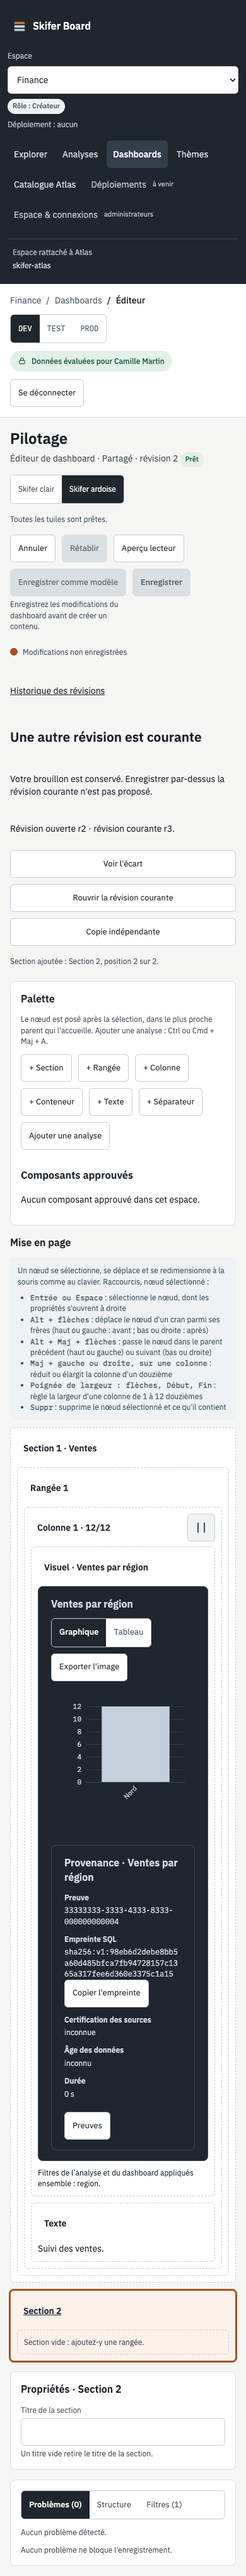 Skifer Board
Espace
Finance
Rôle : Créateur
Déploiement : aucun
Explorer Analyses Dashboards Thèmes
Catalogue Atlas Déploiements à venir
Espace & connexions administrateurs
Espace rattaché à Atlas
skifer-atlas
Finance / Dashboards / Éditeur
DEV TEST PROD
Données évaluées pour Camille Martin
Se déconnecter
Pilotage
Éditeur de dashboard · Partagé · révision 2 Prêt
Skifer clair Skifer ardoise
Toutes les tuiles sont prêtes.
Annuler Rétablir Aperçu lecteur
Enregistrer comme modèle Enregistrer
Enregistrez les modifications du
dashboard avant de créer un
contenu.
Modifications non enregistrées
Historique des révisions
Une autre révision est courante
Votre brouillon est conservé. Enregistrer par-dessus la
révision courante n'est pas proposé.
Révision ouverte r2 · révision courante r3.
Voir l'écart
Rouvrir la révision courante
Copie indépendante
Section ajoutée : Section 2, position 2 sur 2.
Palette
Le nœud est posé après la sélection, dans le plus proche
parent qui l'accueille. Ajouter une analyse : Ctrl ou Cmd +
Maj + A.
+ Section + Rangée + Colonne
+ Conteneur + Texte + Séparateur
Ajouter une analyse
Composants approuvés
Aucun composant approuvé dans cet espace.
Mise en page
Un nœud se sélectionne, se déplace et se redimensionne à la
souris comme au clavier. Raccourcis, nœud sélectionné :
• Entrée ou Espace : sélectionne le nœud, dont les
propriétés s'ouvrent à droite
• Alt + flèches : déplace le nœud d'un cran parmi ses
frères (haut ou gauche : avant ; bas ou droite : après)
• Alt + Maj + flèches : passe le nœud dans le parent
précédent (haut ou gauche) ou suivant (bas ou droite)
• Maj + gauche ou droite, sur une colonne :
réduit ou élargit la colonne d'un douzième
• Poignée de largeur : flèches, Début, Fin :
règle la largeur d'une colonne de 1 à 12 douzièmes
• Suppr : supprime le nœud sélectionné et ce qu'il contient
Section 1 · Ventes
Rangée 1
Colonne 1 · 12/12
Visuel · Ventes par région
Ventes par région
Graphique Tableau
Exporter l'image
12
10
8
6
4
2
0
Nord
Provenance · Ventes par
région
Preuve
33333333-3333-4333-8333-
000000000004
Empreinte SQL
sha256:v1:98eb6d2debe8bb5
a60d485bfca7fb94728157c13
65a317fee6d360e3375c1a15
Copier l'empreinte
Certification des sources
inconnue
Âge des données
inconnu
Durée
0 s
Preuves
Filtres de l'analyse et du dashboard appliqués
ensemble : region.
Texte
Suivi des ventes.
Section 2
Section vide : ajoutez-y une rangée.
Propriétés · Section 2
Titre de la section
Un titre vide retire le titre de la section.
Problèmes (0) Structure Filtres (1)
Aucun problème détecté.
Aucun problème ne bloque l'enregistrement.